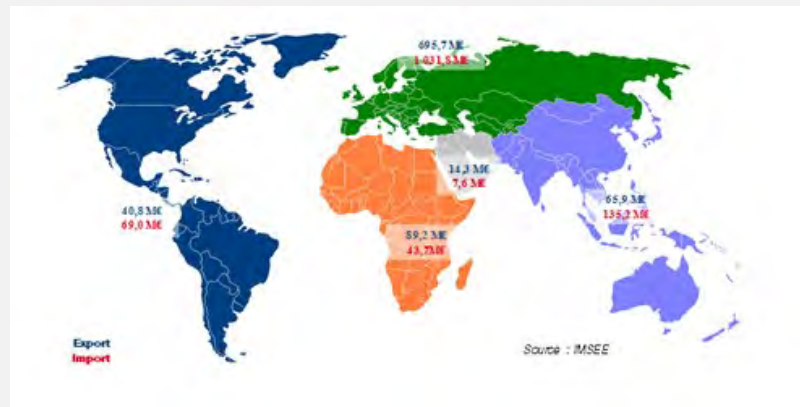 695,7 M€
1 031,8 M€
14,3 M€
7,6 M€
40,8 M€
69,0 M€
65,9 M€
135,2 M€
89,2 M€
43,7M€
Export
Import
Source : IMSEE